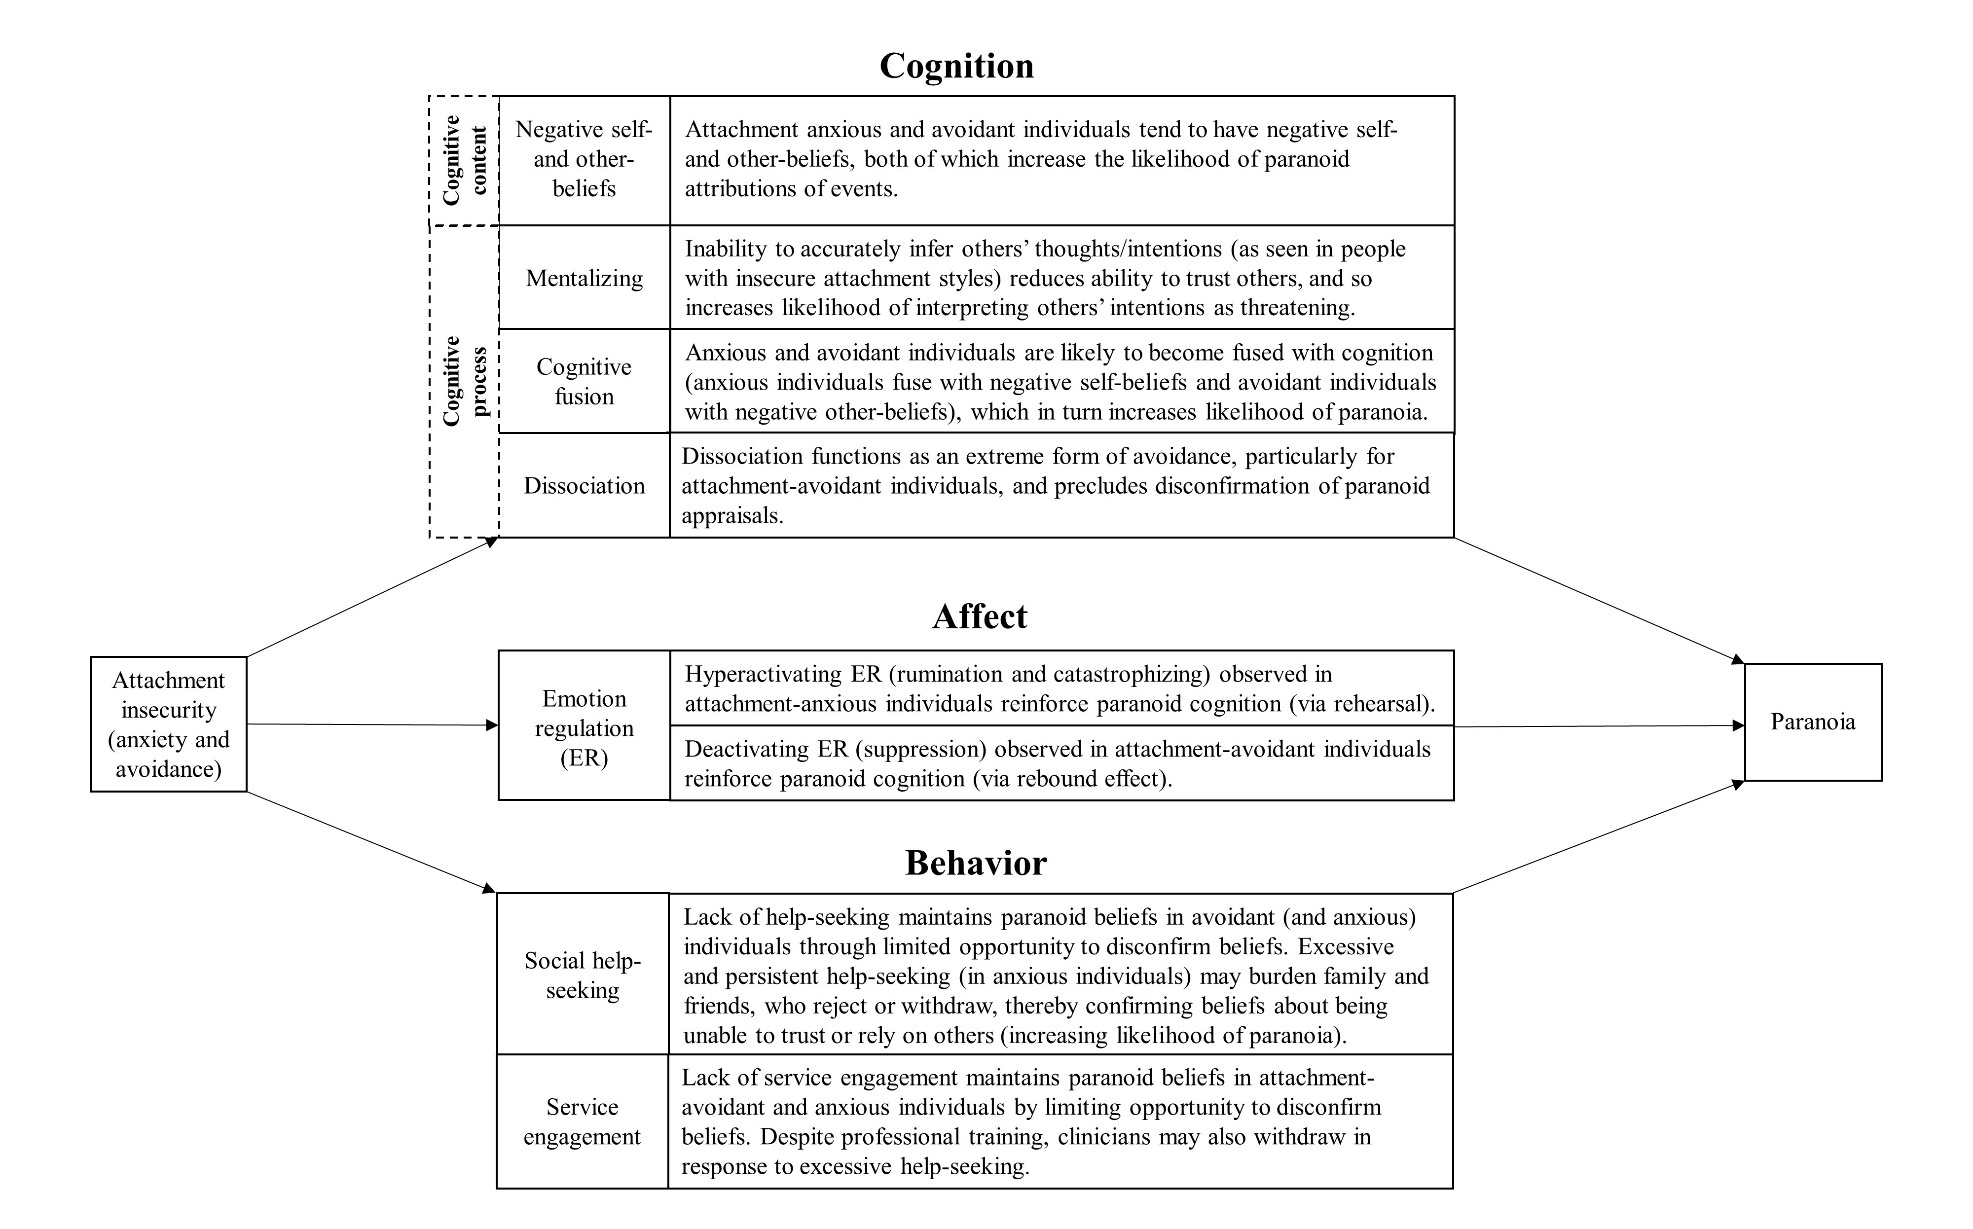 Cognition
Cognitive
content
Negative self-
and other-
beliefs
Attachment anxious and avoidant individuals tend to have negative self-
and other-beliefs, both of which increase the likelihood of paranoid
attributions of events.
Cognitive
process
Mentalizing
Inability to accurately infer others’ thoughts/intentions (as seen in people
with insecure attachment styles) reduces ability to trust others, and so
increases likelihood of interpreting others’ intentions as threatening.
Cognitive
fusion
Anxious and avoidant individuals are likely to become fused with cognition
(anxious individuals fuse with negative self-beliefs and avoidant individuals
with negative other-beliefs), which in turn increases likelihood of paranoia.
Dissociation
Dissociation functions as an extreme form of avoidance, particularly for
attachment-avoidant individuals, and precludes disconfirmation of paranoid
appraisals.
Attachment
insecurity
(anxiety and
avoidance)
Affect
Emotion
regulation
(ER)
Hyperactivating ER (rumination and catastrophizing) observed in
attachment-anxious individuals reinforce paranoid cognition (via rehearsal).
Deactivating ER (suppression) observed in attachment-avoidant individuals
reinforce paranoid cognition (via rebound effect).
Paranoia
Behavior
Social help-
seeking
Lack of help-seeking maintains paranoid beliefs in avoidant (and anxious)
individuals through limited opportunity to disconfirm beliefs. Excessive
and persistent help-seeking (in anxious individuals) may burden family and
friends, who reject or withdraw, thereby confirming beliefs about being
unable to trust or rely on others (increasing likelihood of paranoia).
Service
engagement
Lack of service engagement maintains paranoid beliefs in attachment-
avoidant and anxious individuals by limiting opportunity to disconfirm
beliefs. Despite professional training, clinicians may also withdraw in
response to excessive help-seeking.